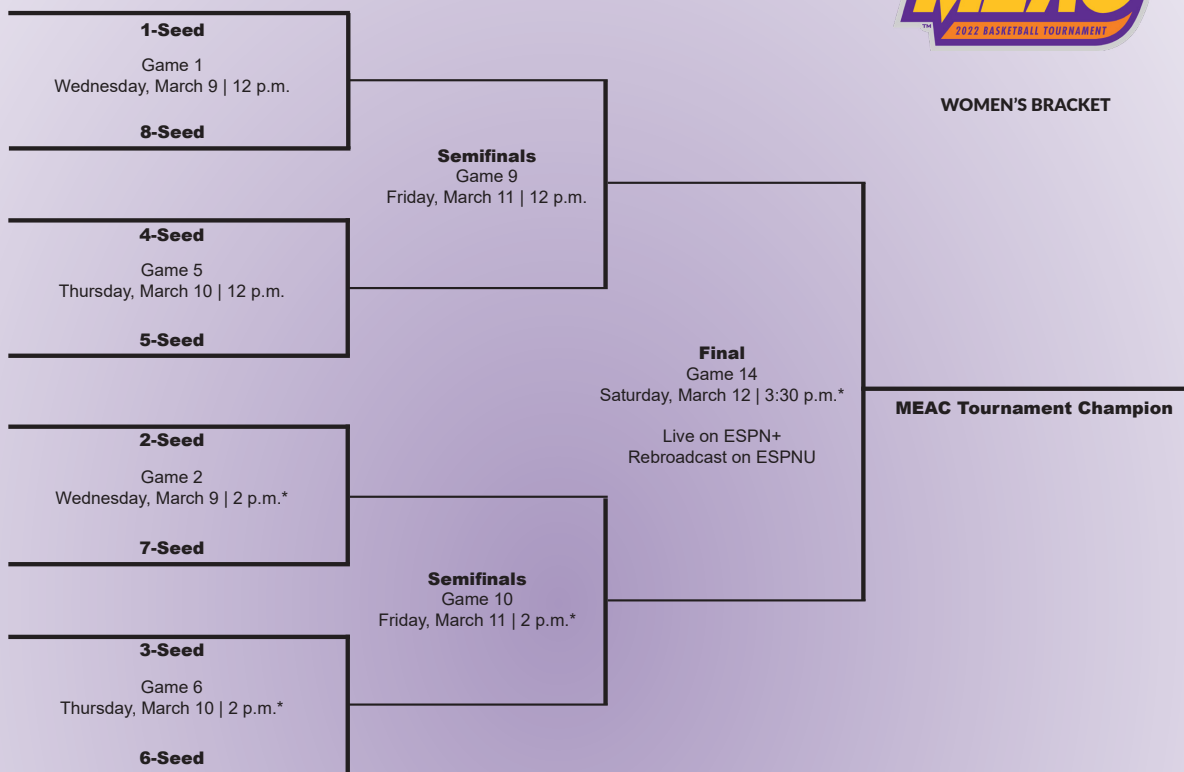 MEAC
™
2022 BASKETBALL TOURNAMENT
WOMEN'S BRACKET
1-Seed
Game 1
Wednesday, March 9 | 12 p.m.
8-Seed
Semifinals
Game 9
Friday, March 11 | 12 p.m.
4-Seed
Game 5
Thursday, March 10 | 12 p.m.
5-Seed
Final
Game 14
Saturday, March 12 | 3:30 p.m.*
Live on ESPN+
Rebroadcast on ESPNU
MEAC Tournament Champion
2-Seed
Game 2
Wednesday, March 9 | 2 p.m.*
7-Seed
Semifinals
Game 10
Friday, March 11 | 2 p.m.*
3-Seed
Game 6
Thursday, March 10 | 2 p.m.*
6-Seed